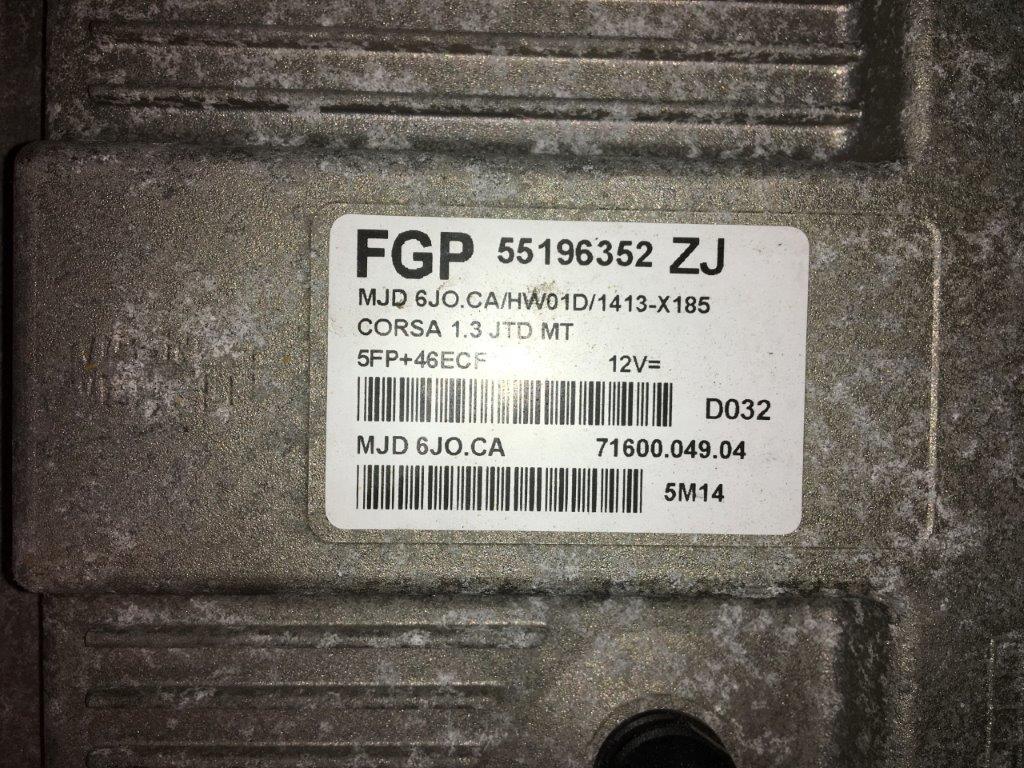 FGP 55196352 ZJ
MJD 6JO.CA/HW01D/1413-X185
CORSA 1.3 JTD MT
5FP+46ECF 12V=
D032
MJD 6JO.CA 71600.049.04
5M14